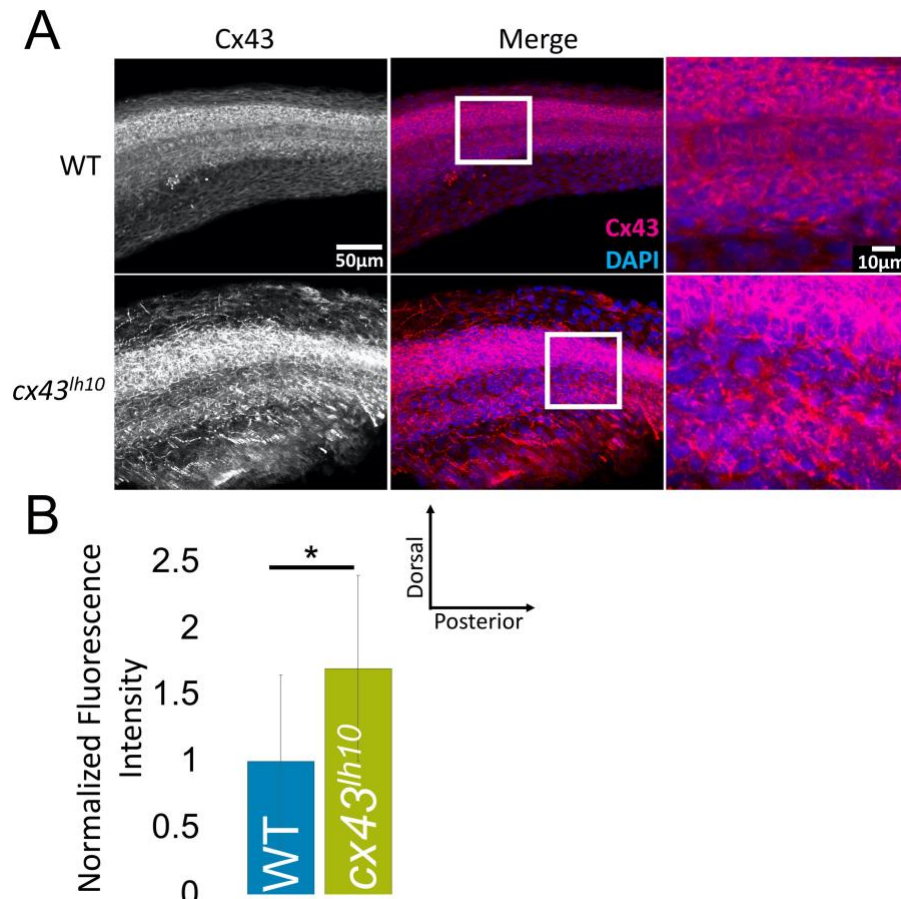 A
Cx43
Merge
WT
50µm
Cx43
DAPI
10µm
cx43lh10
B
Normalized Fluorescence
Intensity
2.5
2
1.5
1
0.5
0
*
WT
cx43lh10
Dorsal
Posterior